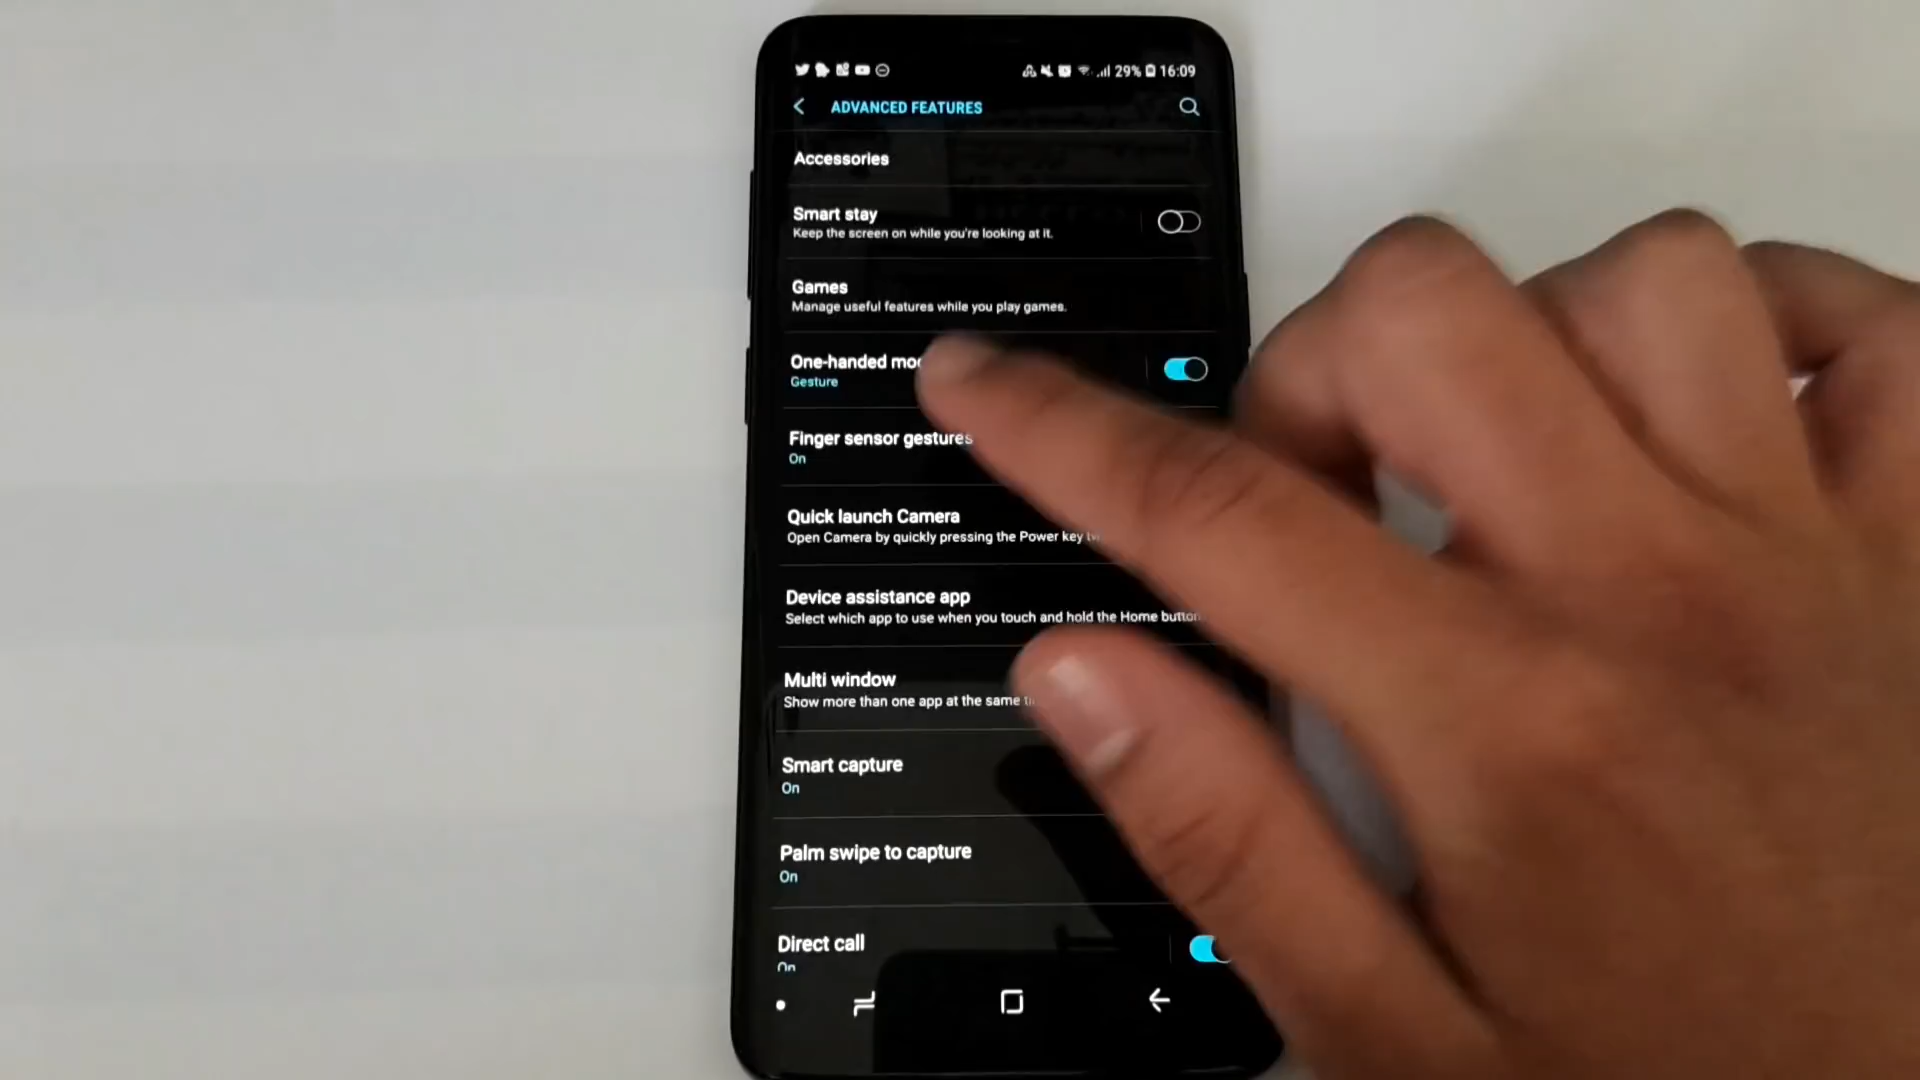 29% 16:09
ADVANCED FEATURES
Accessories
Smart stay
Keep the screen on while you're looking at it.
Games
Manage useful features while you play games.
One-handed
Gesture
Finger sensor gestures
On
Quick launch Camera
Open Camera by quickly pressing the Power key
Device assistance app
Select which app to use when you touch and hold the Home button
Multi window
Show more than one app at the same
Smart capture
On
Palm swipe to capture
On
Direct call
On